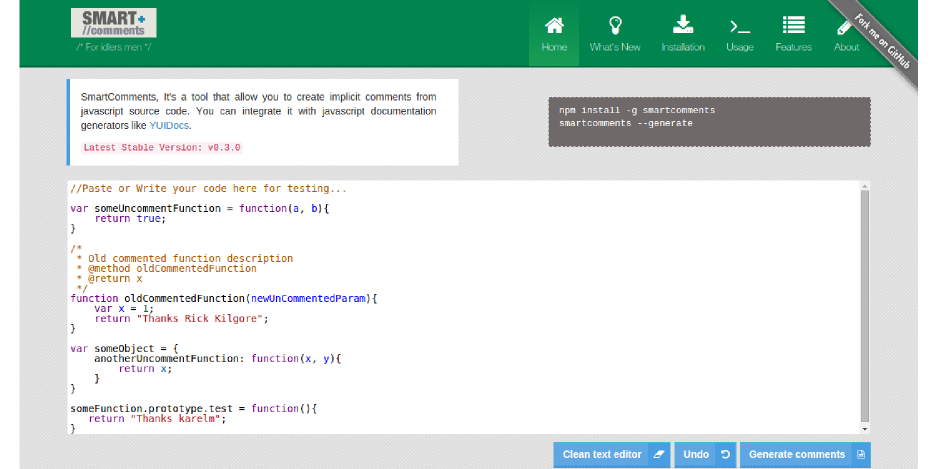 SMART+
//comments
/* For idlers men */
Home
What's New
Installation
Usage
Features
About
Fork me on GitHub
SmartComments, It's a tool that allow you to create implicit comments from
javascript source code. You can integrate it with javascript documentation
generators like YUIDocs.
Latest Stable Version: v0.3.0
npm install -g smartcomments
smartcomments --generate
//Paste or Write your code here for testing...
var someUncommentFunction = function(a, b){
    return true;
}
/*
 * Old commented function description
 * @method oldCommentedFunction
 * @return x
 */
function oldCommentedFunction(newUnCommentedParam){
    var x = 1;
    return "Thanks Rick Kilgore";
}
var someObject = {
    anotherUncommentFunction: function(x, y){
        return x;
    }
}
someFunction.prototype.test = function(){
   return "Thanks karelm";
}
Clean text editor
Undo
Generate comments